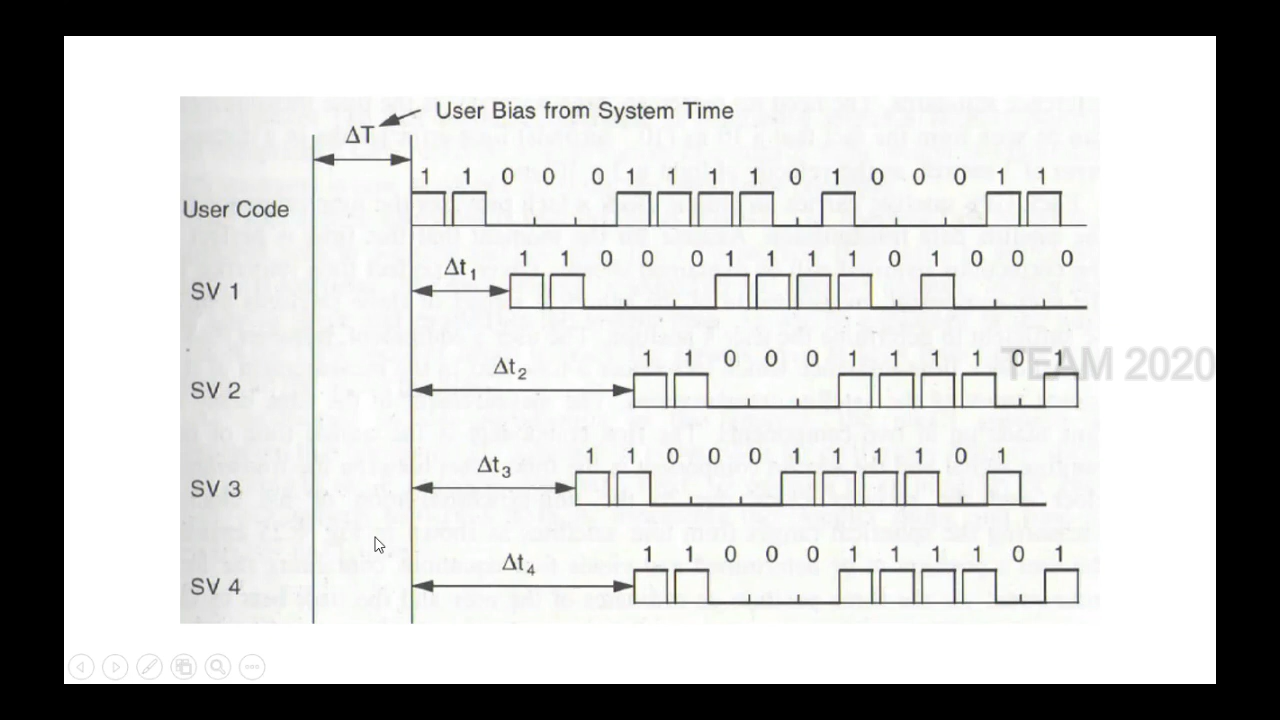 User Bias from System Time
ΔT
1 1 0 0 0 1 1 1 1 0 1 0 0 0 1 1
User Code
1 1 0 0 0 1 1 1 1 0 1 0 0 0
Δt1
SV 1
1 1 0 0 0 1 1 1 1 0 1
Δt2
SV 2
TEAM 2020
1 1 0 0 0 1 1 1 1 0 1
Δt3
SV 3
1 1 0 0 0 1 1 1 1 0 1
Δt4
SV 4